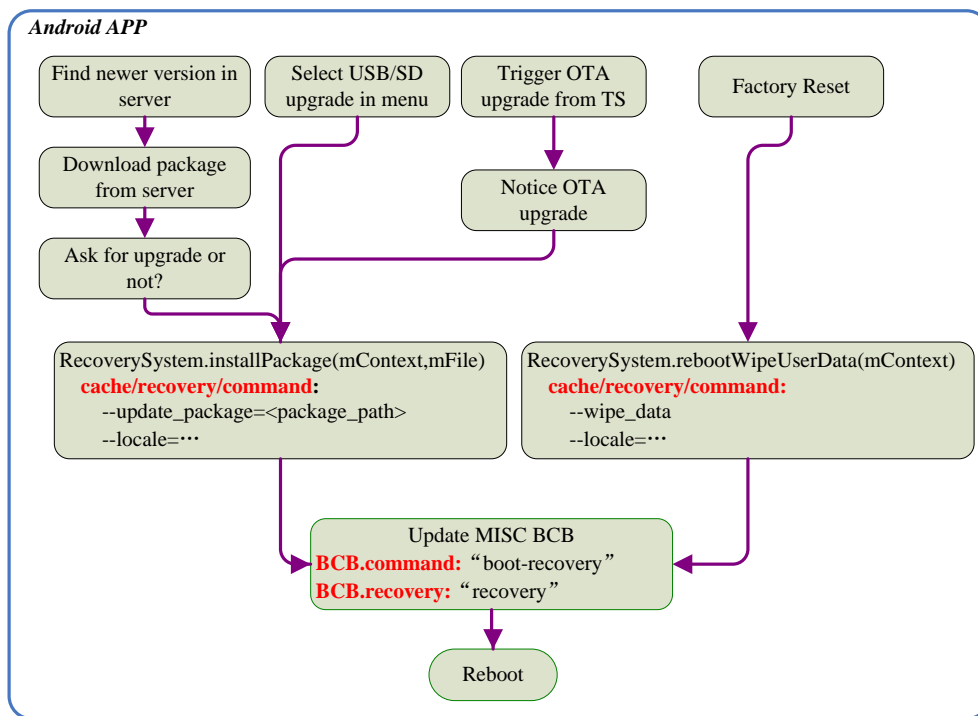 Android APP
Find newer version in
server
Select USB/SD
upgrade in menu
Trigger OTA
upgrade from TS
Factory Reset
Download package
from server
Notice OTA
upgrade
Ask for upgrade or
not?
RecoverySystem.installPackage(mContext,mFile)
cache/recovery/command:
--update_package=<package_path>
--locale=⋯
RecoverySystem.rebootWipeUserData(mContext)
cache/recovery/command:
--wipe_data
--locale=⋯
Update MISC BCB
BCB.command: “boot-recovery”
BCB.recovery: “recovery”
Reboot